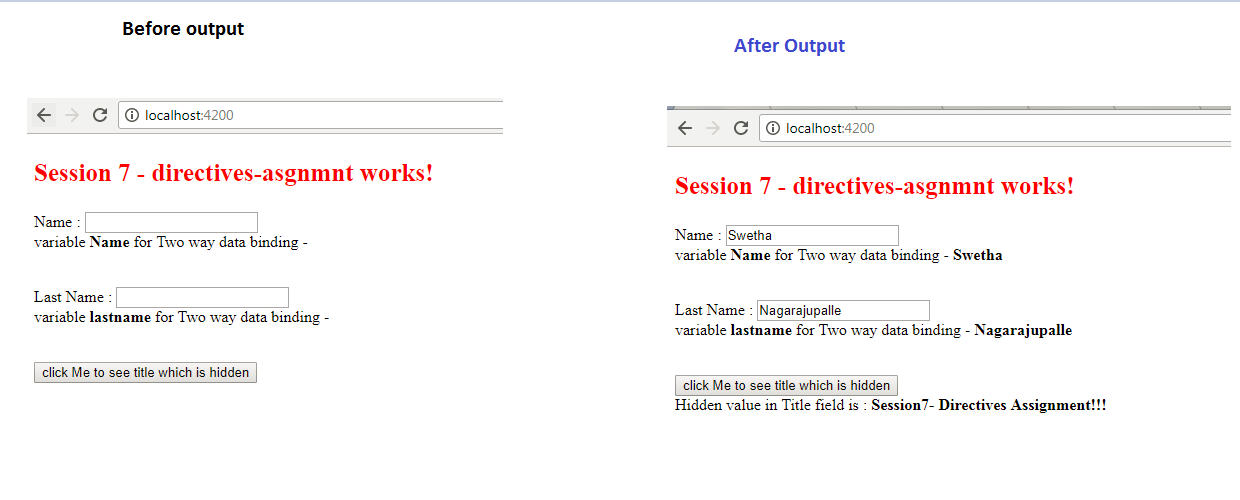 Before output
localhost:4200
Session 7 - directives-asgnmnt works!
Name :
variable Name for Two way data binding -
Last Name :
variable lastname for Two way data binding -
click Me to see title which is hidden
After Output
localhost:4200
Session 7 - directives-asgnmnt works!
Name : Swetha
variable Name for Two way data binding - Swetha
Last Name : Nagarajupalle
variable lastname for Two way data binding - Nagarajupalle
click Me to see title which is hidden
Hidden value in Title field is : Session7- Directives Assignment!!!